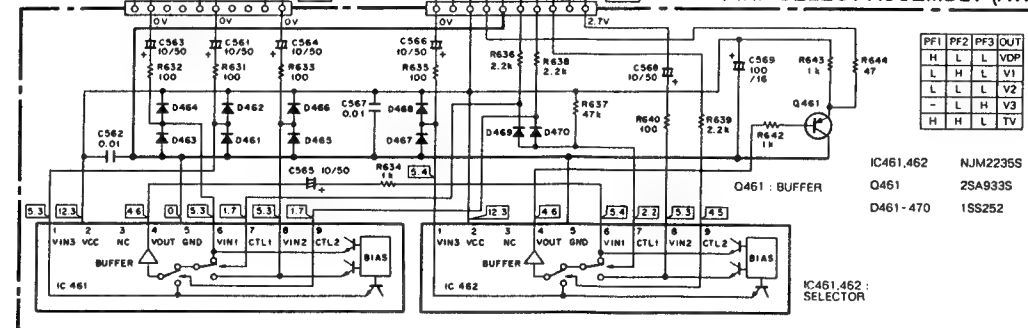 0V
0V
0V
0V
2.7V
C563
10/50
C561
10/50
C564
10/50
C566
10/50
R636
2.2k
R638
2.2k
C568
10/50
C569
100
/16
R643
1k
R644
47
PF1 PF2 PF3 OUT
H L L VDP
L H L V1
L L L V2
- L H V3
H H L TV
R632
100
R631
100
R633
100
R635
100
D464
D462
D466
C567
0.01
D468
R637
47k
Q461
C562
0.01
D463
D461
D465
D467
D469
D470
R640
100
R639
2.2k
R642
1k
C565 10/50
R634
1k
5.4
Q461 : BUFFER
IC461,462 NJM2235S
Q461 2SA933S
D461-470 1SS252
5.3 12.3 4.6 0 5.3 1.7 5.3 1.7 12.3 4.6 5.4 2.2 5.3 4.5
1 2 3 4 5 6 7 8 9
VIN3 VCC NC VOUT GND VIN1 CTL1 VIN2 CTL2
BUFFER
BIAS
IC 461
1 2 3 4 5 6 7 8 9
VIN3 VCC NC VOUT GND VIN1 CTL1 VIN2 CTL2
BUFFER
BIAS
IC 462
IC461,462 :
SELECTOR